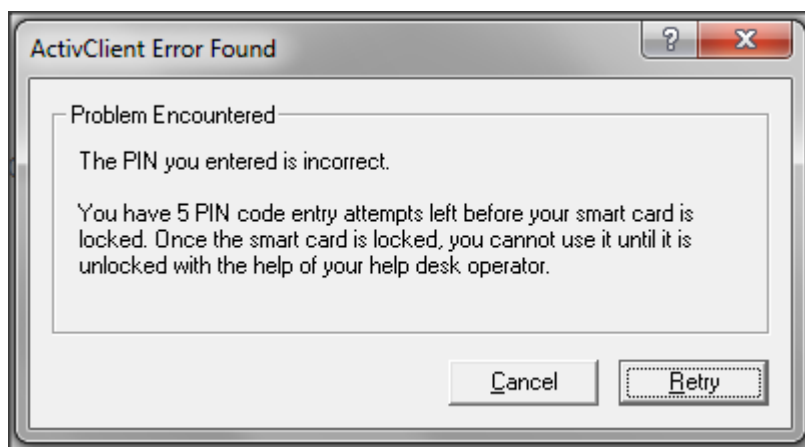 ActivClient Error Found
Problem Encountered
The PIN you entered is incorrect.
You have 5 PIN code entry attempts left before your smart card is
locked. Once the smart card is locked, you cannot use it until it is
unlocked with the help of your help desk operator.
Cancel
Retry